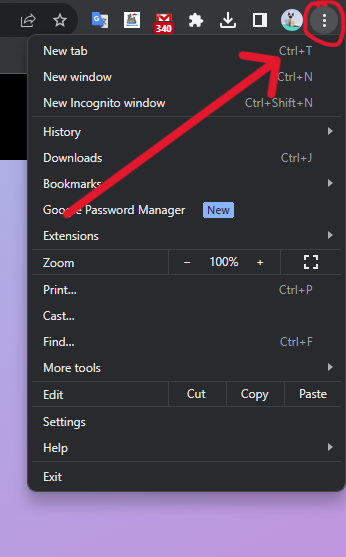 340
New tab Ctrl+T
New window Ctrl+N
New Incognito window Ctrl+Shift+N
History
Downloads Ctrl+J
Bookmarks
Google Password Manager New
Extensions
Zoom − 100% +
Print... Ctrl+P
Cast...
Find... Ctrl+F
More tools
Edit Cut Copy Paste
Settings
Help
Exit